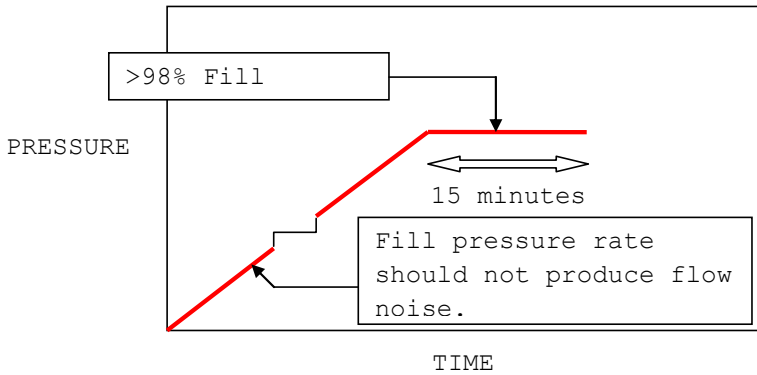 >98% Fill
PRESSURE
15 minutes
Fill pressure rate
should not produce flow
noise.
TIME